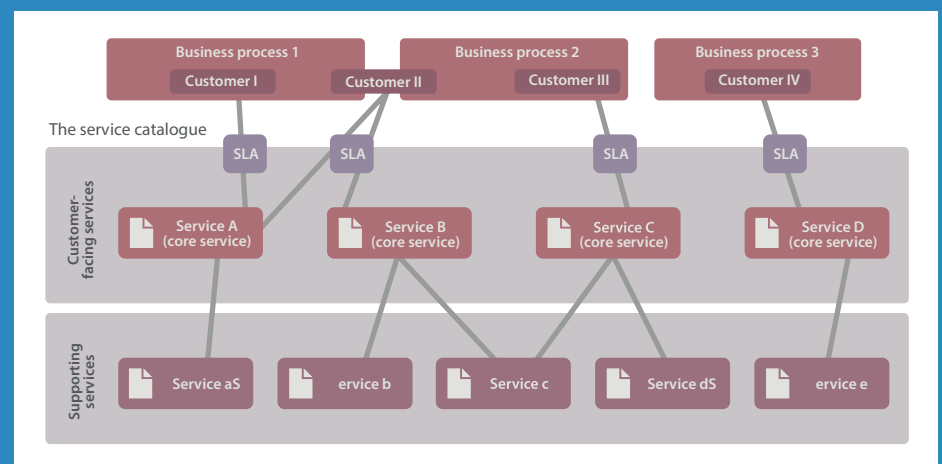 Business process 1
Business process 2
Business process 3
Customer I
Customer II
Customer III
Customer IV
The service catalogue
SLA
SLA
SLA
SLA
Customer-
facing services
Service A
(core service)
Service B
(core service)
Service C
(core service)
Service D
(core service)
Supporting
services
Service aS
ervice b
Service c
Service dS
ervice e